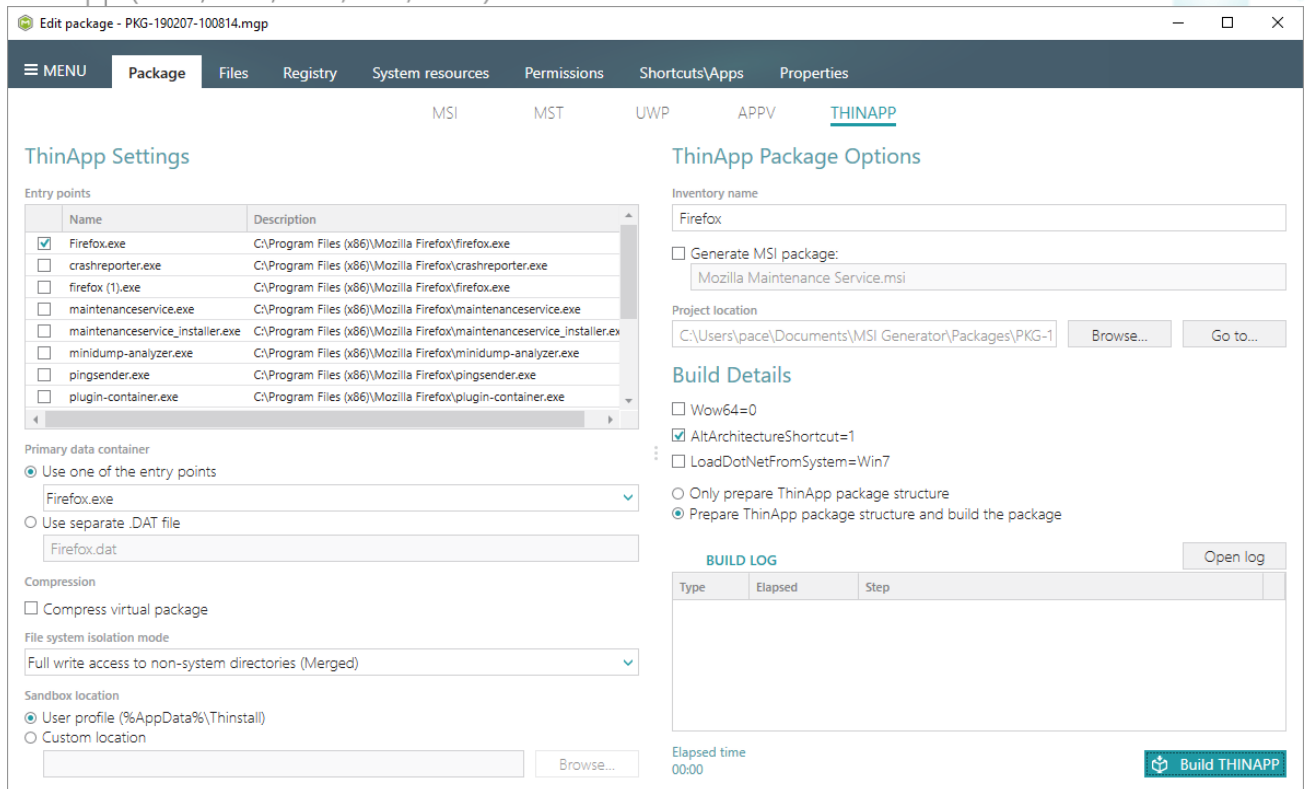 Edit package - PKG-190207-100814.mgp
MENU Package Files Registry System resources Permissions Shortcuts\Apps Properties
MSI MST UWP APPV THINAPP
ThinApp Settings
Entry points
Name Description
Firefox.exe C:\Program Files (x86)\Mozilla Firefox\firefox.exe
crashreporter.exe C:\Program Files (x86)\Mozilla Firefox\crashreporter.exe
firefox (1).exe C:\Program Files (x86)\Mozilla Firefox\firefox.exe
maintenanceservice.exe C:\Program Files (x86)\Mozilla Firefox\maintenanceservice.exe
maintenanceservice_installer.exe C:\Program Files (x86)\Mozilla Firefox\maintenanceservice_installer.ex
minidump-analyzer.exe C:\Program Files (x86)\Mozilla Firefox\minidump-analyzer.exe
pingsender.exe C:\Program Files (x86)\Mozilla Firefox\pingsender.exe
plugin-container.exe C:\Program Files (x86)\Mozilla Firefox\plugin-container.exe
Primary data container
Use one of the entry points
Firefox.exe
Use separate .DAT file
Firefox.dat
Compression
Compress virtual package
File system isolation mode
Full write access to non-system directories (Merged)
Sandbox location
User profile (%AppData%\Thinstall)
Custom location
Browse...
ThinApp Package Options
Inventory name
Firefox
Generate MSI package:
Mozilla Maintenance Service.msi
Project location
C:\Users\pace\Documents\MSI Generator\Packages\PKG-1 Browse... Go to...
Build Details
Wow64=0
AltArchitectureShortcut=1
LoadDotNetFromSystem=Win7
Only prepare ThinApp package structure
Prepare ThinApp package structure and build the package
BUILD LOG Open log
Type Elapsed Step
Elapsed time
00:00
Build THINAPP